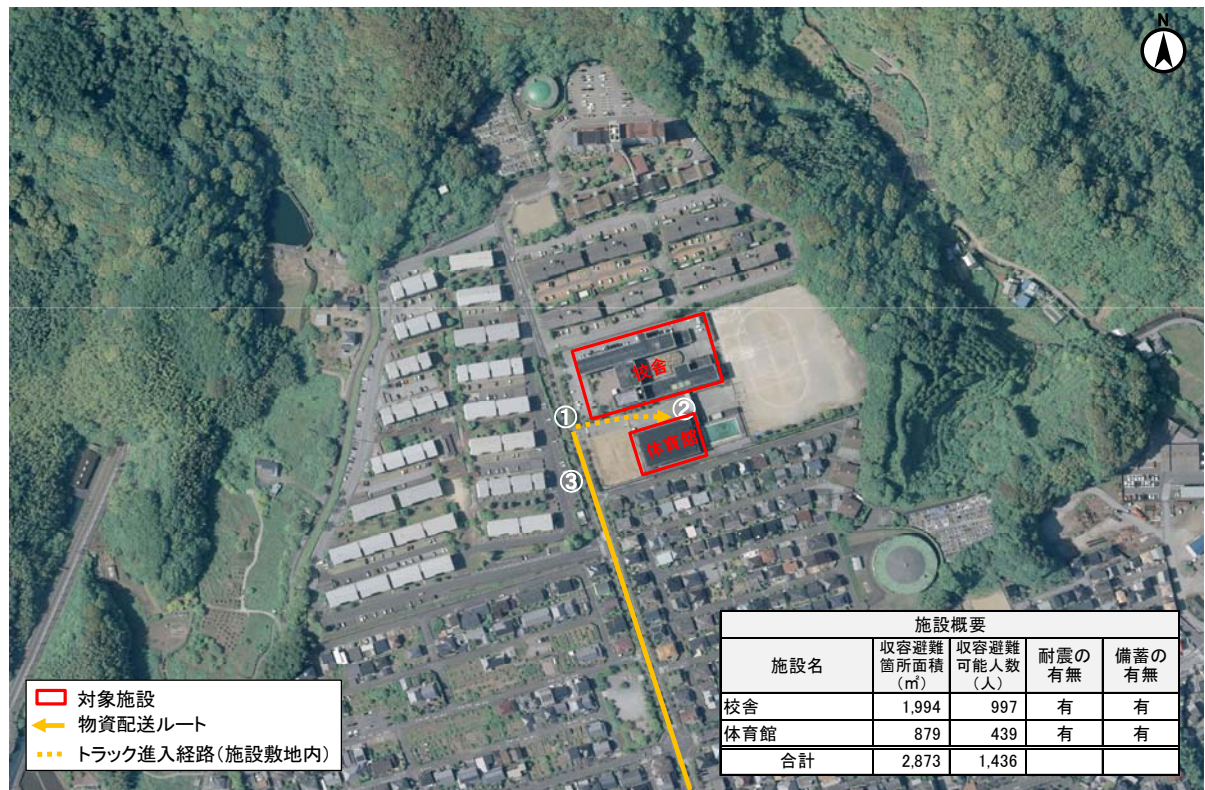 N
校舎
①
②
体育館
③
対象施設
物資配送ルート
トラック進入経路(施設敷地内)
施設概要
施設名 収容避難箇所面積(㎡) 収容避難可能人数(人) 耐震の有無 備蓄の有無
校舎 1,994 997 有 有
体育館 879 439 有 有
合計 2,873 1,436